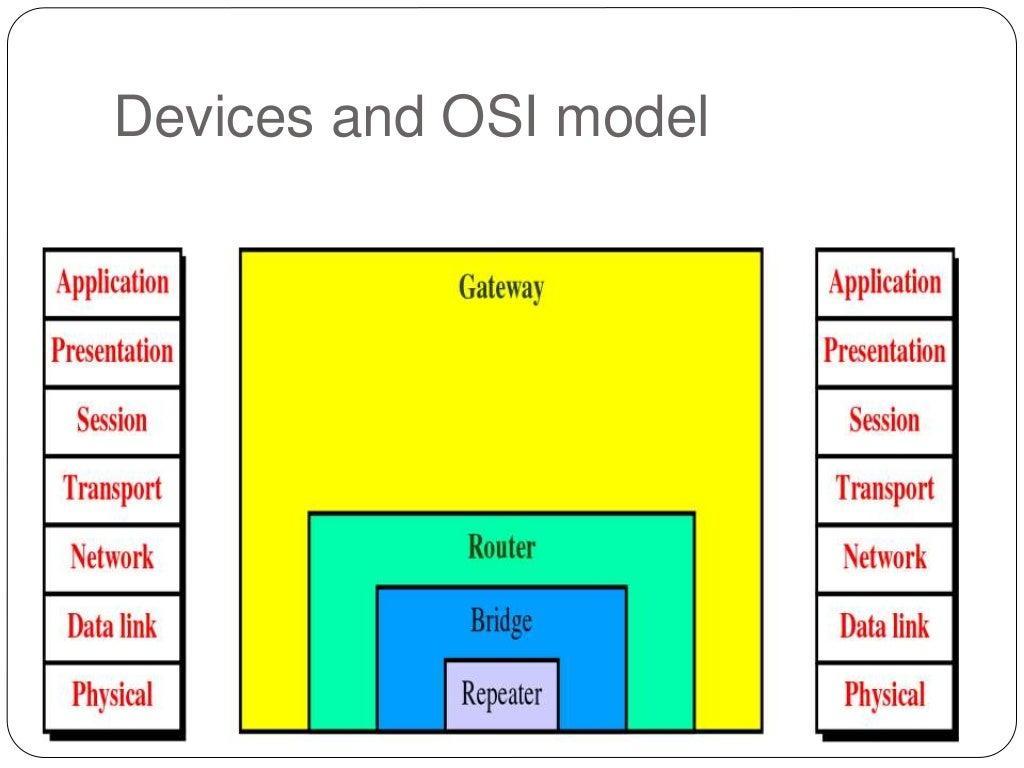 Devices and OSI model
Application
Presentation
Session
Transport
Network
Data link
Physical
Gateway
Router
Bridge
Repeater
Application
Presentation
Session
Transport
Network
Data link
Physical